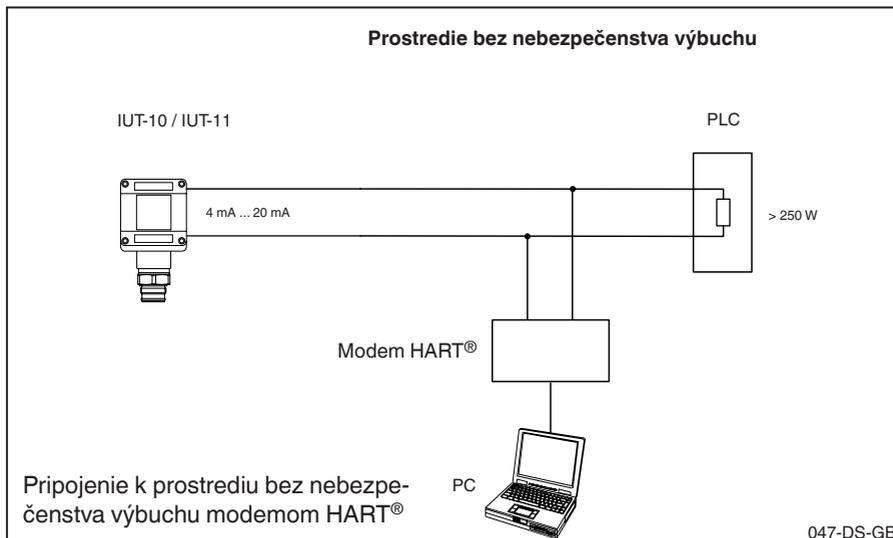 Prostredie bez nebezpečenstva výbuchu
IUT-10 / IUT-11
PLC
4 mA ... 20 mA
> 250 W
Modem HART®
PC
Pripojenie k prostrediu bez nebezpe-
čenstva výbuchu modemom HART®
047-DS-GB